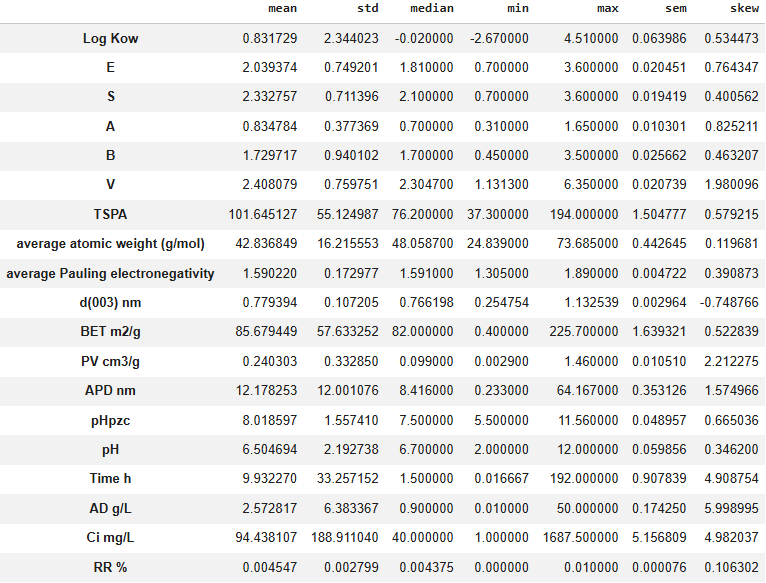 mean std median min max sem skew
Log Kow 0.831729 2.344023 -0.020000 -2.670000 4.510000 0.063986 0.534473
E 2.039374 0.749201 1.810000 0.700000 3.600000 0.020451 0.764347
S 2.332757 0.711396 2.100000 0.700000 3.600000 0.019419 0.400562
A 0.834784 0.377369 0.700000 0.310000 1.650000 0.010301 0.825211
B 1.729717 0.940102 1.700000 0.450000 3.500000 0.025662 0.463207
V 2.408079 0.759751 2.304700 1.131300 6.350000 0.020739 1.980096
TSPA 101.645127 55.124987 76.200000 37.300000 194.000000 1.504777 0.579215
average atomic weight (g/mol) 42.836849 16.215553 48.058700 24.839000 73.685000 0.442645 0.119681
average Pauling electronegativity 1.590220 0.172977 1.591000 1.305000 1.890000 0.004722 0.390873
d(003) nm 0.779394 0.107205 0.766198 0.254754 1.132539 0.002964 -0.748766
BET m2/g 85.679449 57.633252 82.000000 0.400000 225.700000 1.639321 0.522839
PV cm3/g 0.240303 0.332850 0.099000 0.002900 1.460000 0.010510 2.212275
APD nm 12.178253 12.001076 8.416000 0.233000 64.167000 0.353126 1.574966
pHpzc 8.018597 1.557410 7.500000 5.500000 11.560000 0.048957 0.665036
pH 6.504694 2.192738 6.700000 2.000000 12.000000 0.059856 0.346200
Time h 9.932270 33.257152 1.500000 0.016667 192.000000 0.907839 4.908754
AD g/L 2.572817 6.383367 0.900000 0.010000 50.000000 0.174250 5.998995
Ci mg/L 94.438107 188.911040 40.000000 1.000000 1687.500000 5.156809 4.982037
RR % 0.004547 0.002799 0.004375 0.000000 0.010000 0.000076 0.106302